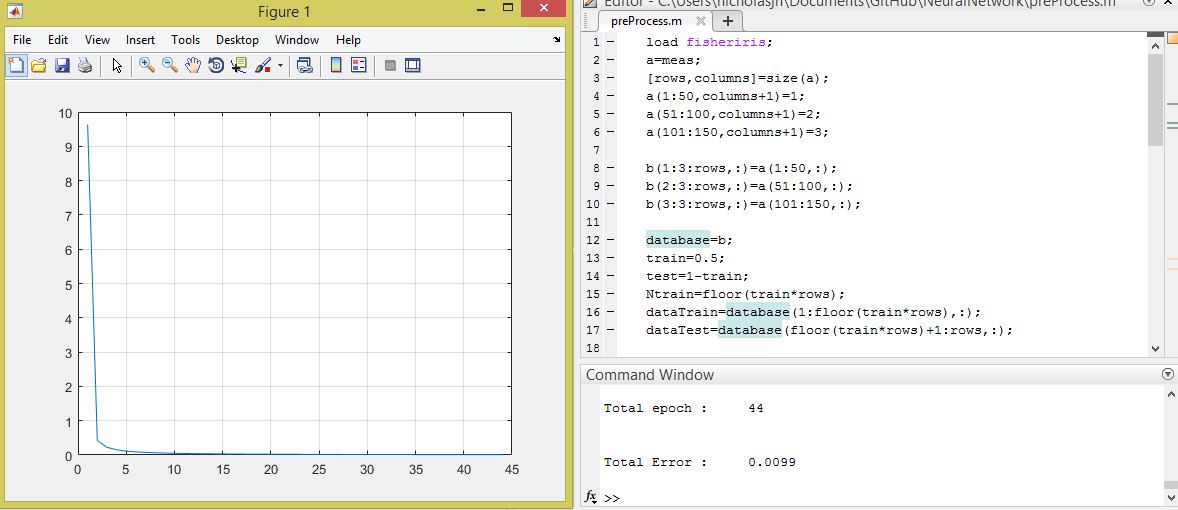 Figure 1
File Edit View Insert Tools Desktop Window Help
10
9
8
7
6
5
4
3
2
1
0
0 5 10 15 20 25 30 35 40 45
Editor - C:\Users\nicholasjn\Documents\GitHub\NeuralNetwork\preProcess.m
preProcess.m
1 load fisheriris;
2 a=meas;
3 [rows,columns]=size(a);
4 a(1:50,columns+1)=1;
5 a(51:100,columns+1)=2;
6 a(101:150,columns+1)=3;
7
8 b(1:3:rows,:)=a(1:50,:);
9 b(2:3:rows,:)=a(51:100,:);
10 b(3:3:rows,:)=a(101:150,:);
11
12 database=b;
13 train=0.5;
14 test=1-train;
15 Ntrain=floor(train*rows);
16 dataTrain=database(1:floor(train*rows),:);
17 dataTest=database(floor(train*rows)+1:rows,:);
18
Command Window
Total epoch : 44
Total Error : 0.0099
fx >>